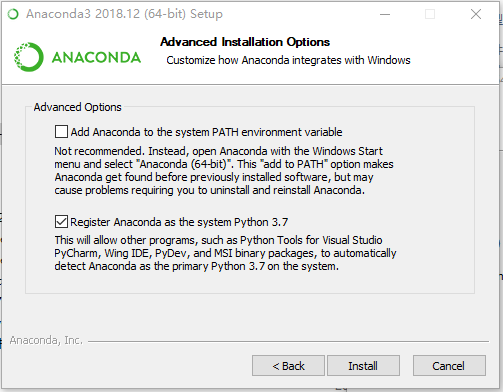 Anaconda3 2018.12 (64-bit) Setup
ANACONDA
Advanced Installation Options
Customize how Anaconda integrates with Windows
Advanced Options
Add Anaconda to the system PATH environment variable
Not recommended. Instead, open Anaconda with the Windows Start
menu and select "Anaconda (64-bit)". This "add to PATH" option makes
Anaconda get found before previously installed software, but may
cause problems requiring you to uninstall and reinstall Anaconda.
Register Anaconda as the system Python 3.7
This will allow other programs, such as Python Tools for Visual Studio
PyCharm, Wing IDE, PyDev, and MSI binary packages, to automatically
detect Anaconda as the primary Python 3.7 on the system.
Anaconda, Inc.
< Back
Install
Cancel